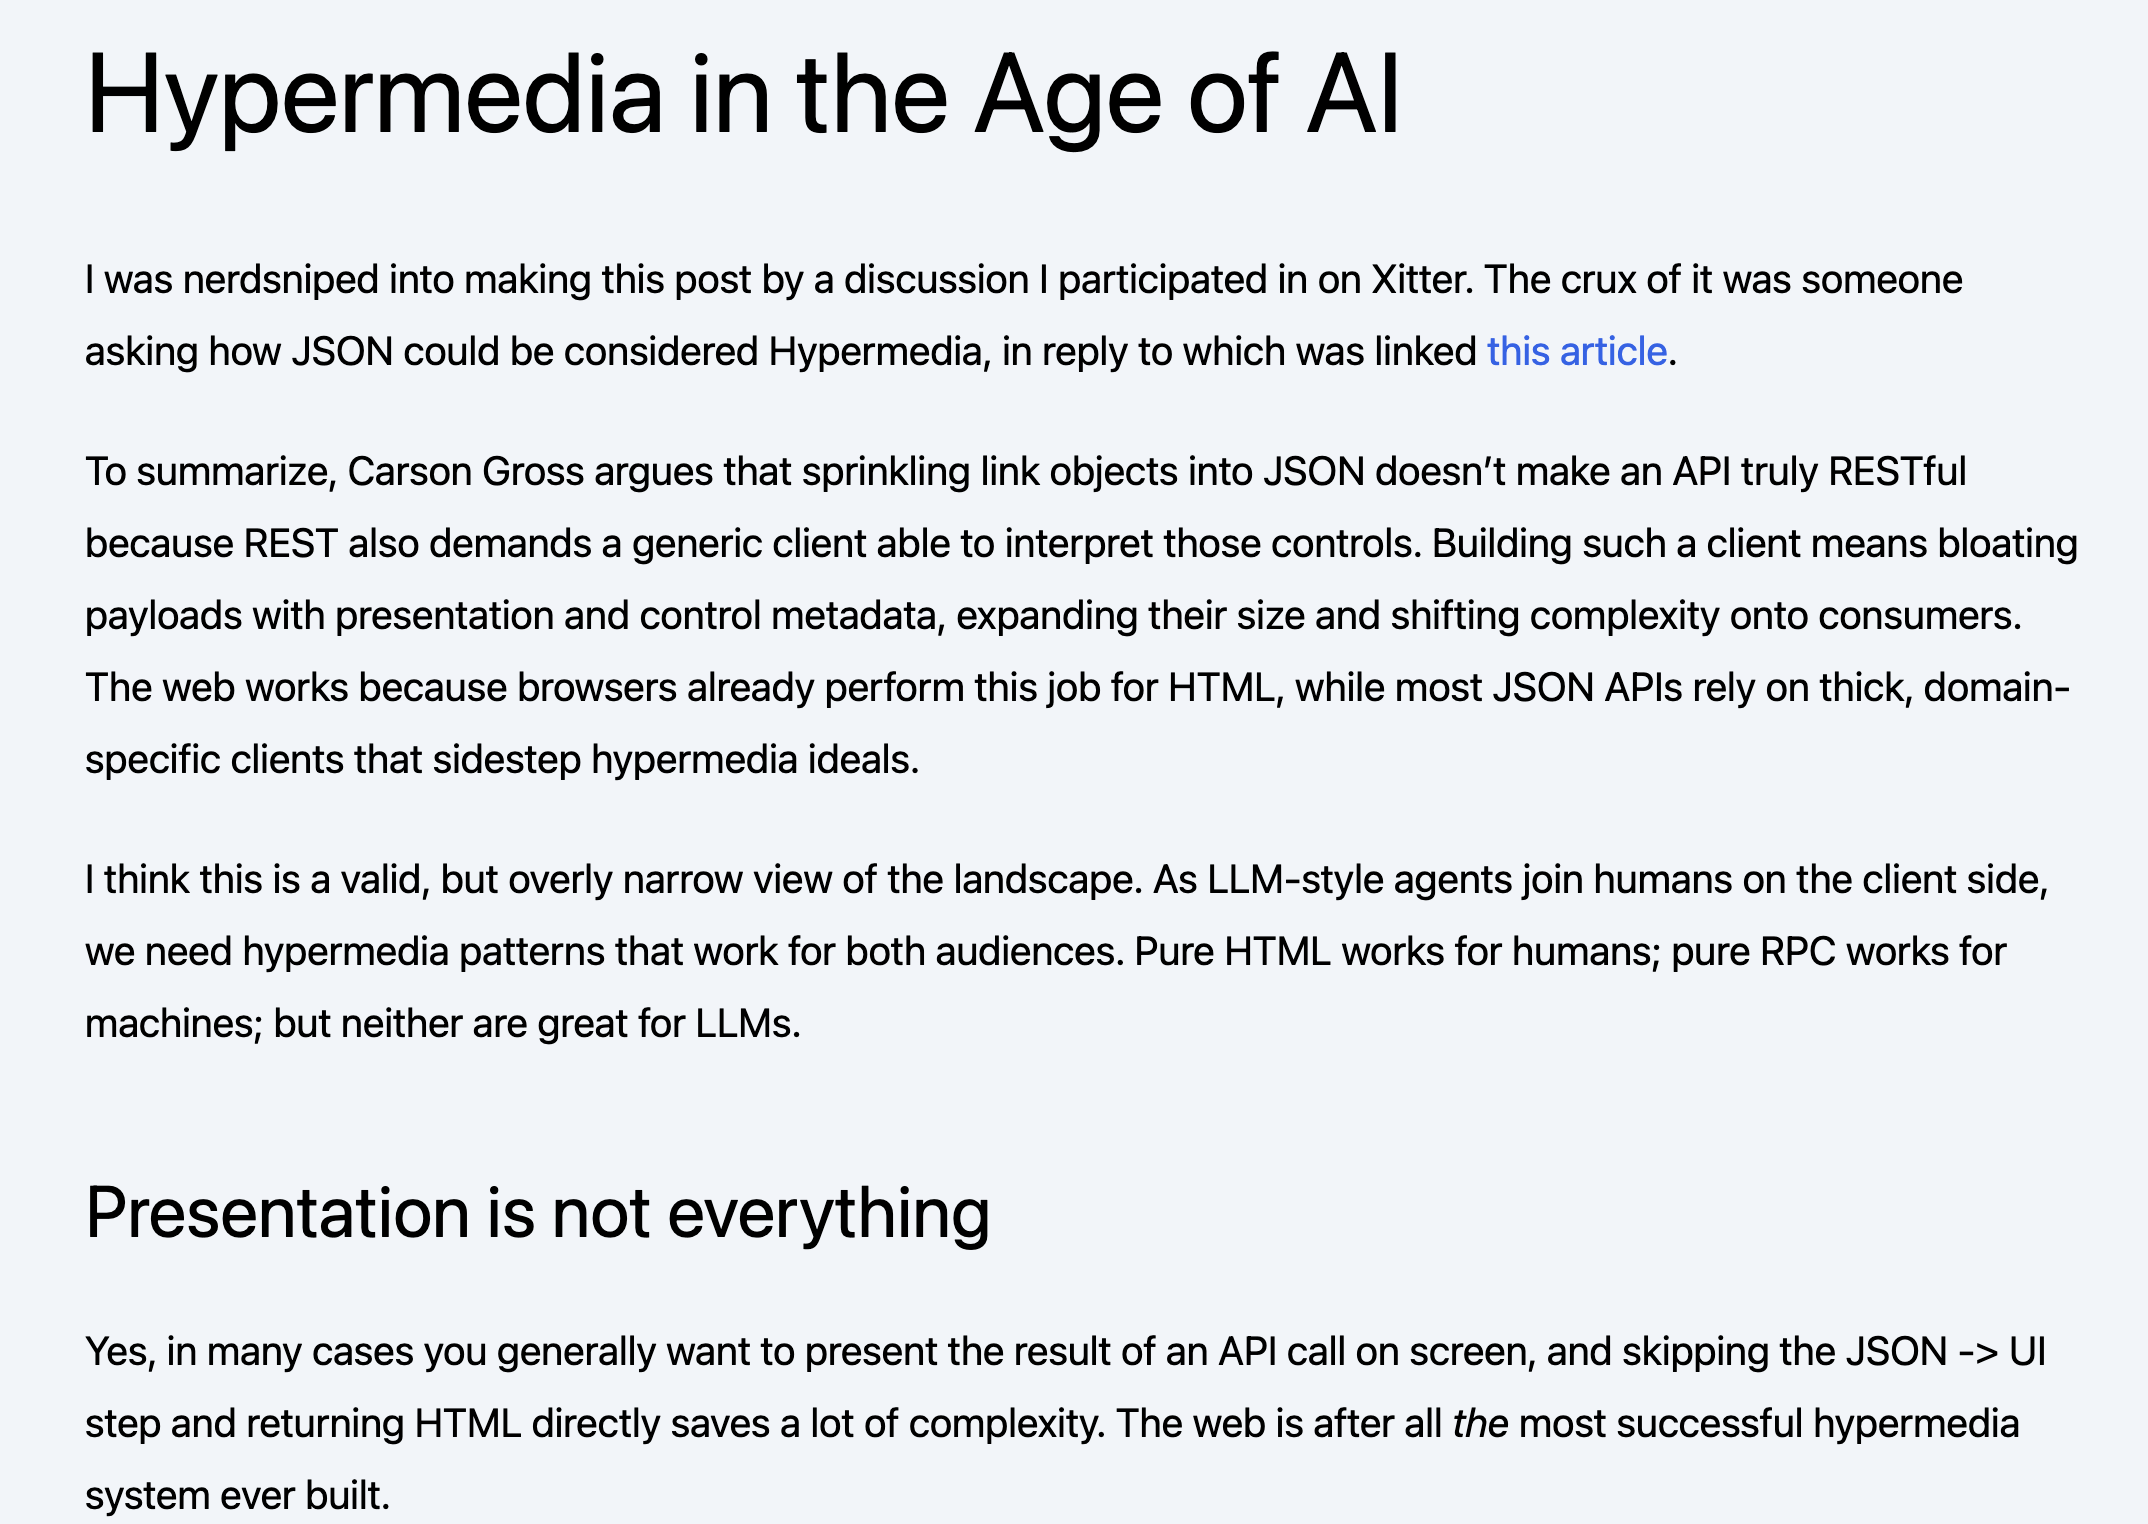 Hypermedia in the Age of AI
I was nerdsniped into making this post by a discussion I participated in on Xitter. The crux of it was someone
asking how JSON could be considered Hypermedia, in reply to which was linked this article.
To summarize, Carson Gross argues that sprinkling link objects into JSON doesn’t make an API truly RESTful
because REST also demands a generic client able to interpret those controls. Building such a client means bloating
payloads with presentation and control metadata, expanding their size and shifting complexity onto consumers.
The web works because browsers already perform this job for HTML, while most JSON APIs rely on thick, domain-
specific clients that sidestep hypermedia ideals.
I think this is a valid, but overly narrow view of the landscape. As LLM-style agents join humans on the client side,
we need hypermedia patterns that work for both audiences. Pure HTML works for humans; pure RPC works for
machines; but neither are great for LLMs.
Presentation is not everything
Yes, in many cases you generally want to present the result of an API call on screen, and skipping the JSON -> UI
step and returning HTML directly saves a lot of complexity. The web is after all the most successful hypermedia
system ever built.